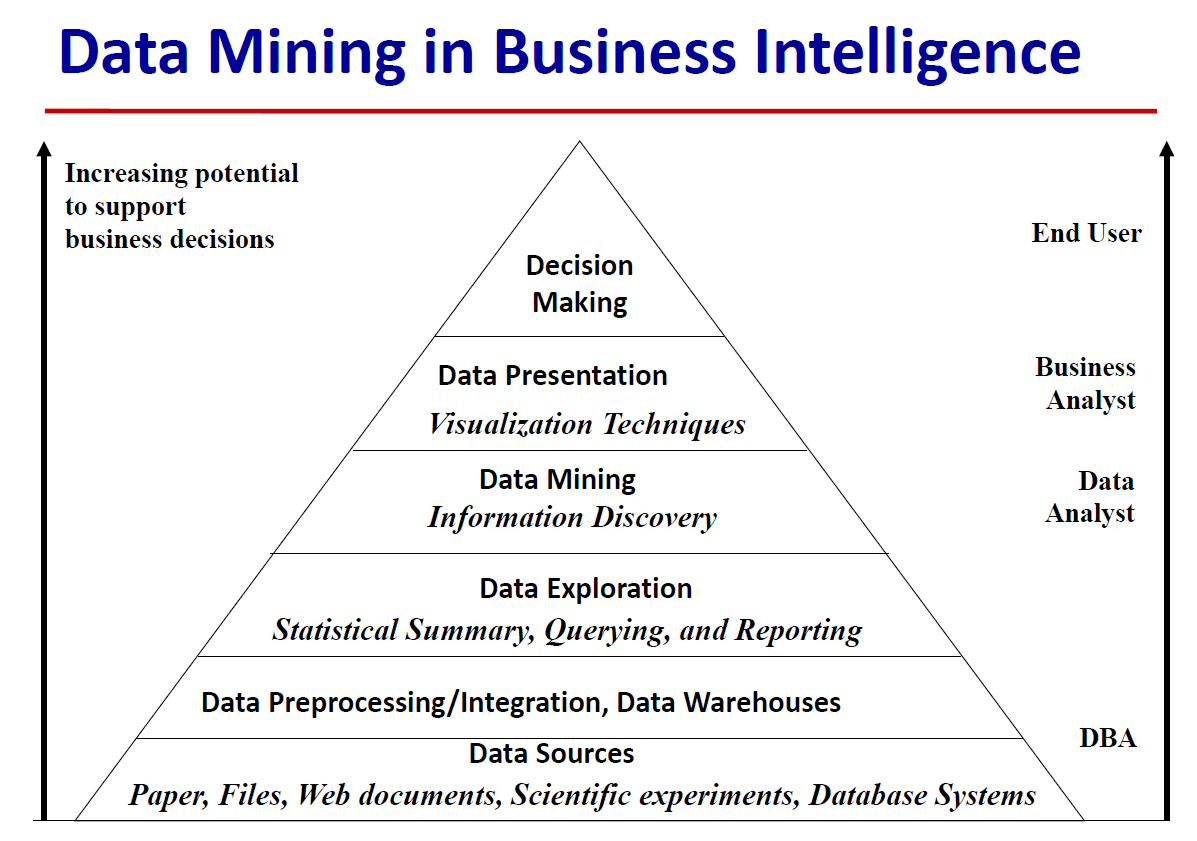 Data Mining in Business Intelligence
Increasing potential
to support
business decisions
End User
Decision
Making
Business
Analyst
Data Presentation
Visualization Techniques
Data Mining
Information Discovery
Data
Analyst
Data Exploration
Statistical Summary, Querying, and Reporting
Data Preprocessing/Integration, Data Warehouses
DBA
Data Sources
Paper, Files, Web documents, Scientific experiments, Database Systems